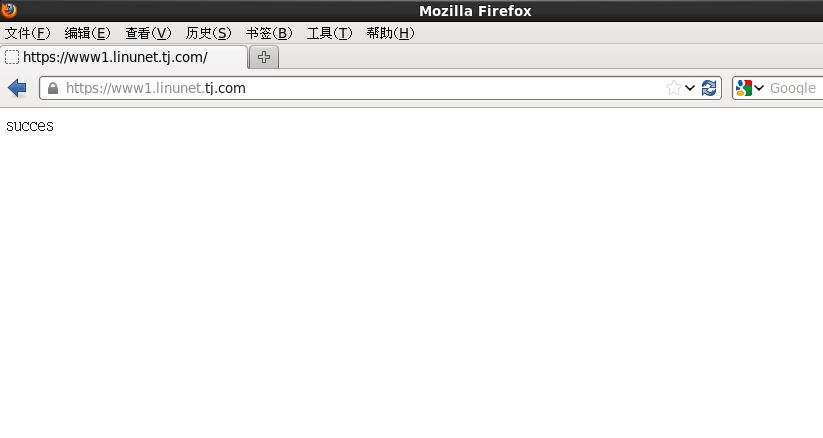 Mozilla Firefox
文件(F) 编辑(E) 查看(V) 历史(S) 书签(B) 工具(T) 帮助(H)
https://www1.linunet.tj.com/
https://www1.linunet.tj.com Google
succes